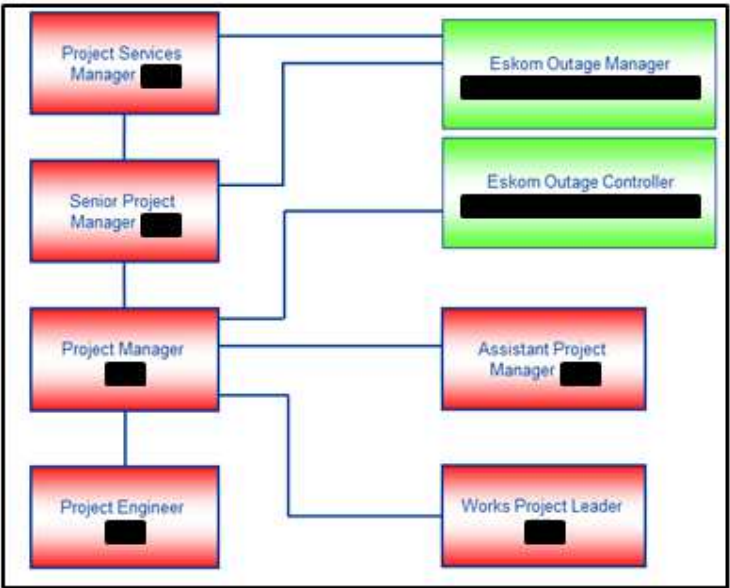 Project Services
Manager
Eskom Outage Manager
Senior Project
Manager
Eskom Outage Controller
Project Manager
Assistant Project
Manager
Project Engineer
Works Project Leader